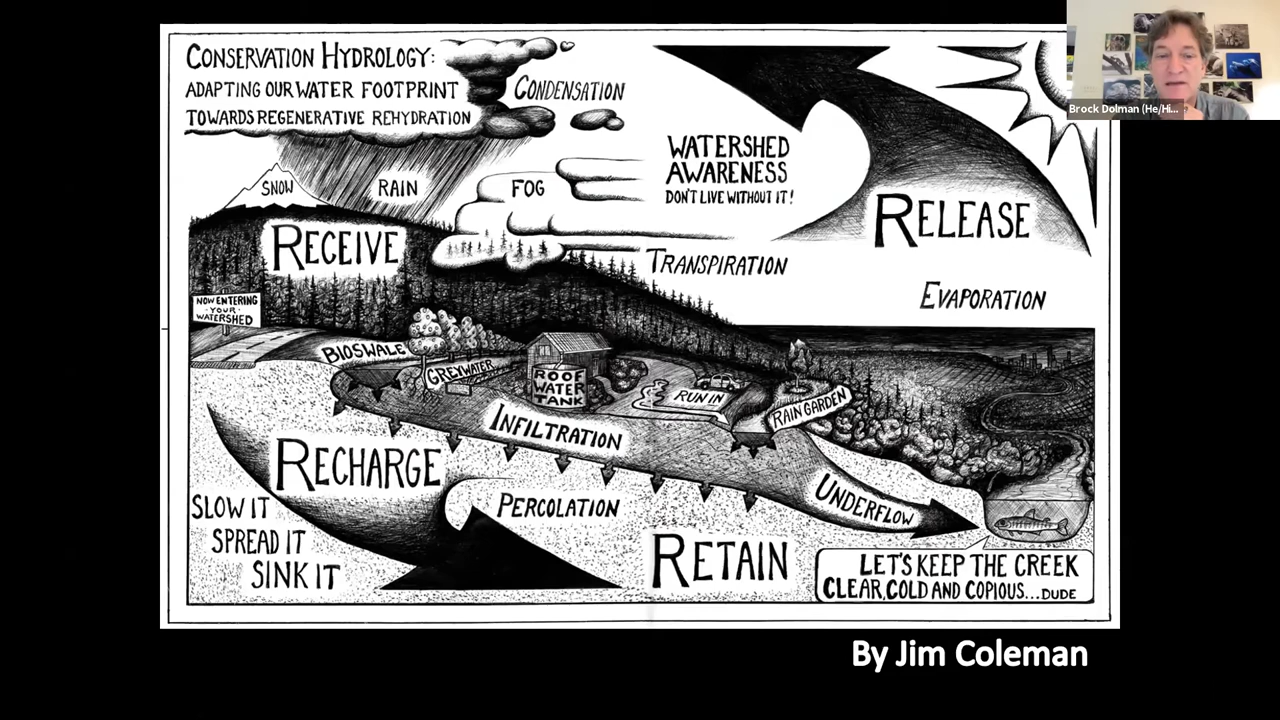 CONSERVATION HYDROLOGY:
ADAPTING OUR WATER FOOTPRINT
TOWARDS REGENERATIVE REHYDRATION
CONDENSATION
WATERSHED
AWARENESS
DON'T LIVE WITHOUT IT!
Brock Dolman (He/Hi...
SNOW
RAIN
FOG
RELEASE
RECEIVE
TRANSPIRATION
EVAPORATION
NOW ENTERING
YOUR
WATERSHED
BIOSWALE
GREYWATER
ROOF
WATER
TANK
RUN IN
RAIN GARDEN
INFILTRATION
RECHARGE
PERCOLATION
UNDERFLOW
SLOW IT
SPREAD IT
SINK IT
RETAIN
LET'S KEEP THE CREEK
CLEAR, COLD AND COPIOUS...DUDE
By Jim Coleman